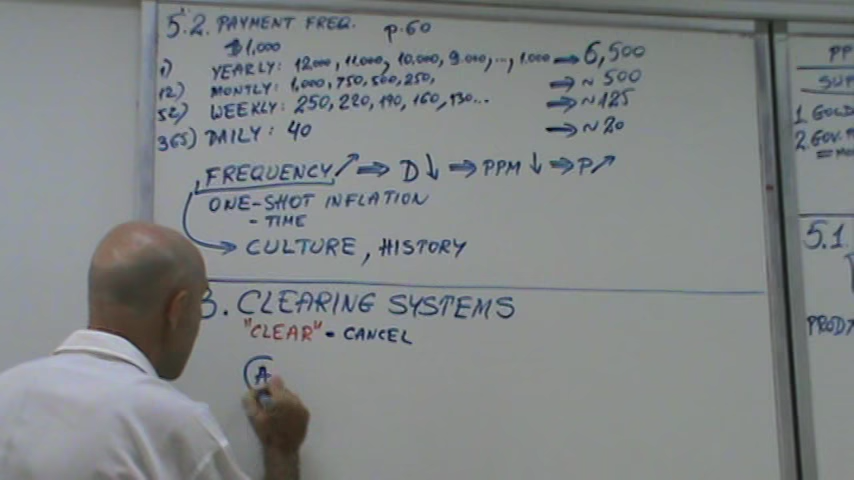 5.2. PAYMENT FREQ. p.60
$1,000
1) YEARLY: 12.000, 11.000, 10,000, 9.000, ..., 1.000 → 6,500
12) MONTLY: 1,000, 750, 500, 250, ⇒ ~ 500
52) WEEKLY: 250, 220, 190, 160, 130... ⇒ ~ 125
365) DAILY: 40 ⇒ ~ 20
FREQUENCY ↗ ⇒ D ↓ ⇒ PPM ↓ ⇒ P ↗
ONE-SHOT INFLATION
- TIME
→ CULTURE, HISTORY
3. CLEARING SYSTEMS
"CLEAR" - CANCEL
A
PP
SUP
1. GOLD
2. GOV.
5.1
PROD